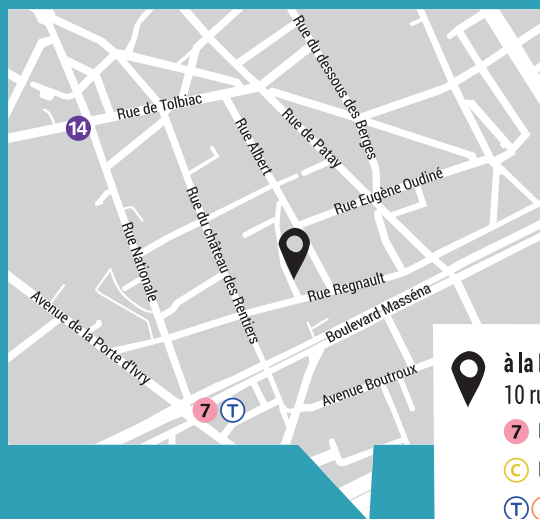 Rue du dessous des Berges
Rue de Tolbiac
14
Rue Albert
Rue de Patay
Rue Eugène Oudiné
Rue du château des Rentiers
Rue Nationale
Rue Regnault
Boulevard Masséna
Avenue de la Porte d'Ivry
Avenue Boutroux
7 T
à la
10 ru
7
C
T